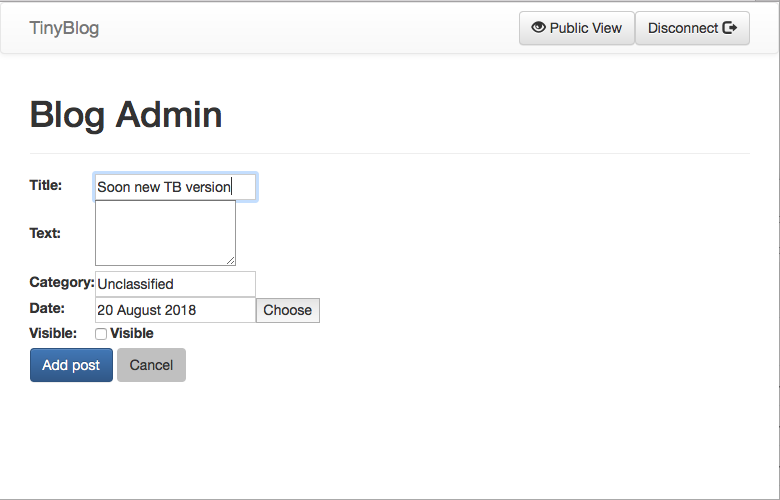 TinyBlog Public View Disconnect
Blog Admin
Title: Soon new TB version
Text:
Category: Unclassified
Date: 20 August 2018 Choose
Visible: Visible
Add post Cancel